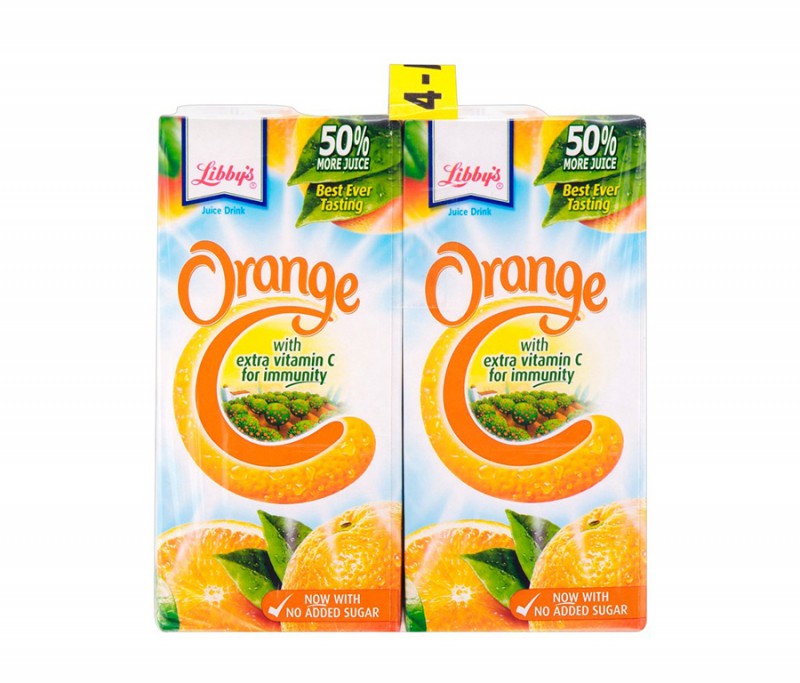 4-
Libby's®
Juice Drink
50%
MORE JUICE
Best Ever
Tasting
Orange
C
with
extra vitamin C
for immunity
NOW WITH
NO ADDED SUGAR
Libby's®
Juice Drink
50%
MORE JUICE
Best Ever
Tasting
Orange
C
with
extra vitamin C
for immunity
NOW WITH
NO ADDED SUGAR